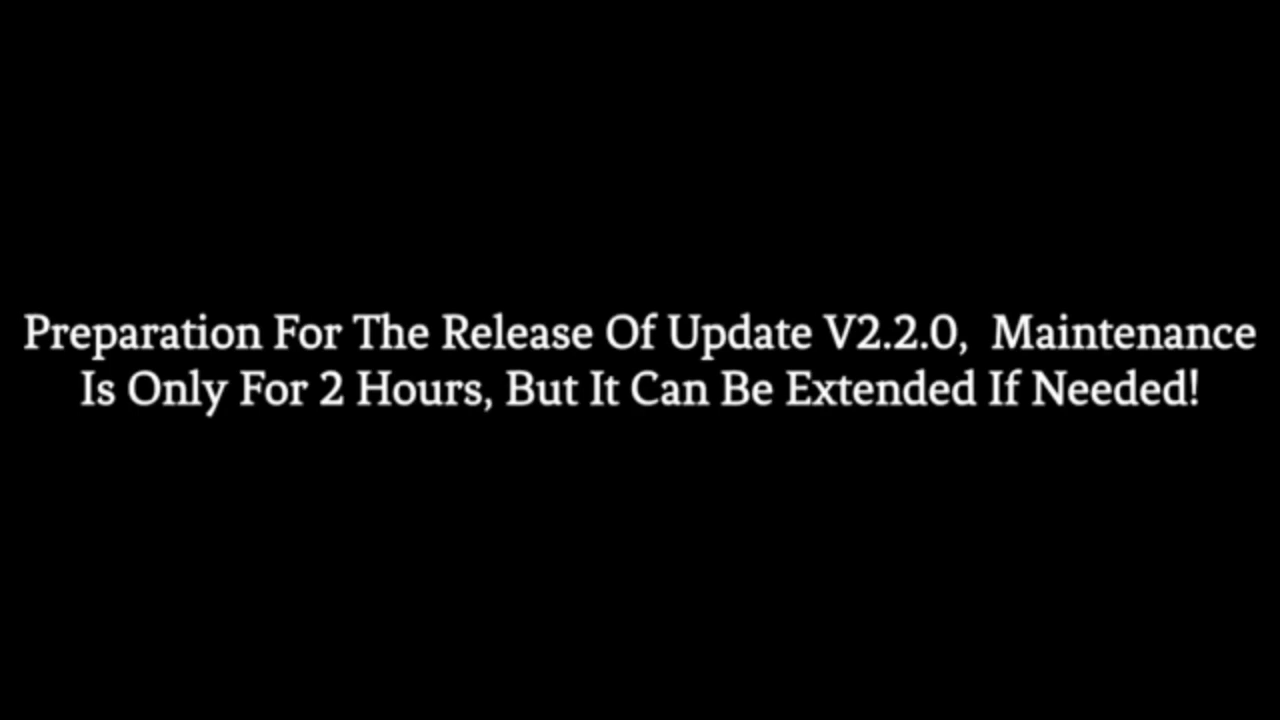 Preparation For The Release Of Update V2.2.0,  Maintenance
Is Only For 2 Hours, But It Can Be Extended If Needed!